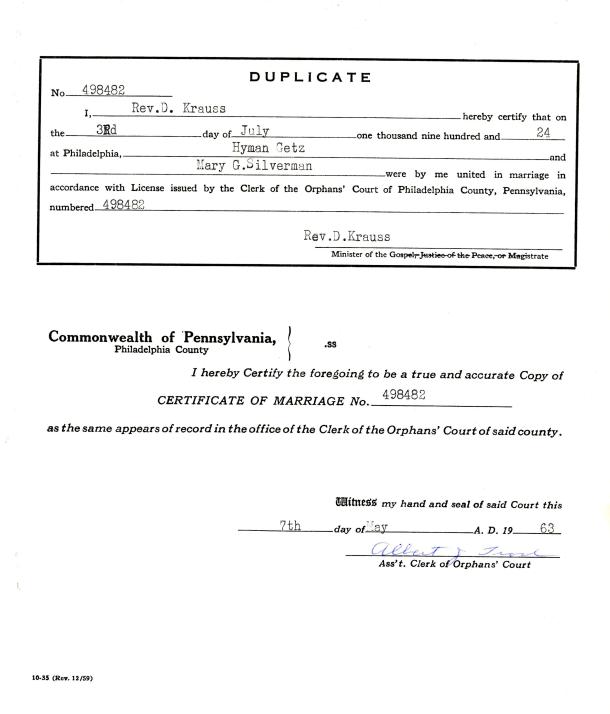 DUPLICATE
No. 498482
I, Rev.D. Krauss hereby certify that on
the 3Rd day of July one thousand nine hundred and 24
at Philadelphia, Hyman Getz and
Mary G.Silverman were by me united in marriage in
accordance with License issued by the Clerk of the Orphans' Court of Philadelphia County, Pennsylvania,
numbered 498482
Rev.D.Krauss
Minister of the Gospel, Justice of the Peace, or Magistrate
Commonwealth of Pennsylvania, } .ss
Philadelphia County
I hereby Certify the foregoing to be a true and accurate Copy of
CERTIFICATE OF MARRIAGE No. 498482
as the same appears of record in the office of the Clerk of the Orphans' Court of said county.
Witness my hand and seal of said Court this
7th day of May A. D. 19 63
Albert J
Ass't. Clerk of Orphans' Court
10-35 (Rev. 12/59)